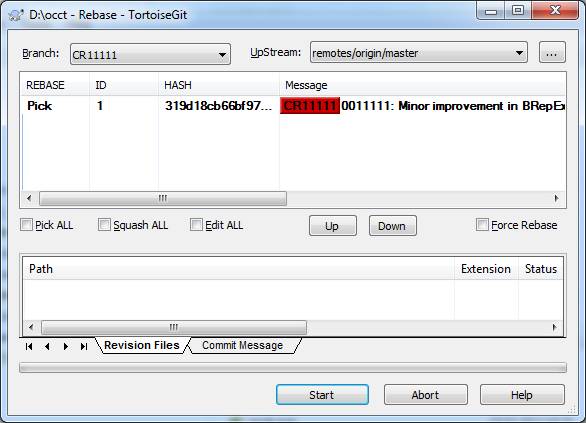 D:\occt - Rebase - TortoiseGit
Branch: CR11111 UpStream: remotes/origin/master ...
REBASE ID HASH Message
Pick 1 319d18cb66bf97... CR11111 0011111: Minor improvement in BRepEx
Pick ALL Squash ALL Edit ALL Up Down Force Rebase
Path Extension Status
Revision Files Commit Message
Start Abort Help